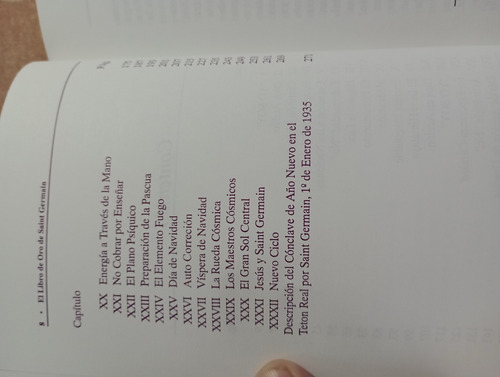 8 • El Libro de Oro de Saint Germain
Capítulo Pág
XX Energía a Través de la Mano
XXI No Cobrar por Enseñar
XXII El Plano Psíquico
XXIII Preparación de la Pascua
XXIV El Elemento Fuego
XXV Día de Navidad
XXVI Auto Correción
XXVII Víspera de Navidad
XXVIII La Rueda Cósmica
XXIX Los Maestros Cósmicos
XXX El Gran Sol Central
XXXI Jesús y Saint Germain
XXXII Nuevo Ciclo
Descripción del Cónclave de Año Nuevo en el
Teton Real por Saint Germain, 1º de Enero de 1935 271